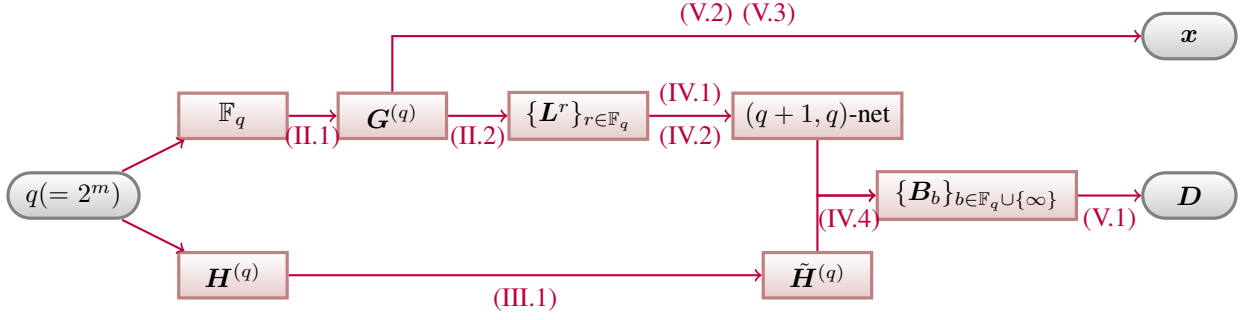 (V.2) (V.3)
x
𝔽_q
(II.1)
G^{(q)}
(II.2)
{L^r}_{r∈𝔽_q}
(IV.1)
(IV.2)
(q + 1, q)-net
q(= 2^m)
{B_b}_{b∈𝔽_q∪{∞}}
(IV.4)
(V.1)
D
H^{(q)}
(III.1)
H̃^{(q)}